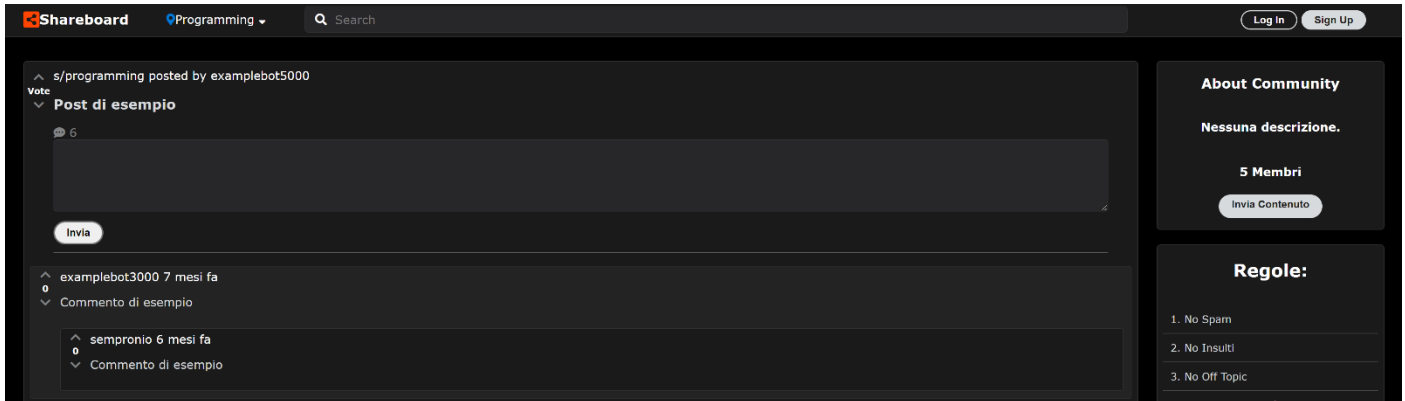 Shareboard
Programming
Search
Log In
Sign Up
s/programming posted by examplebot5000
Vote
Post di esempio
6
Invia
examplebot3000 7 mesi fa
0
Commento di esempio
sempronio 6 mesi fa
0
Commento di esempio
About Community
Nessuna descrizione.
5 Membri
Invia Contenuto
Regole:
1. No Spam
2. No Insulti
3. No Off Topic